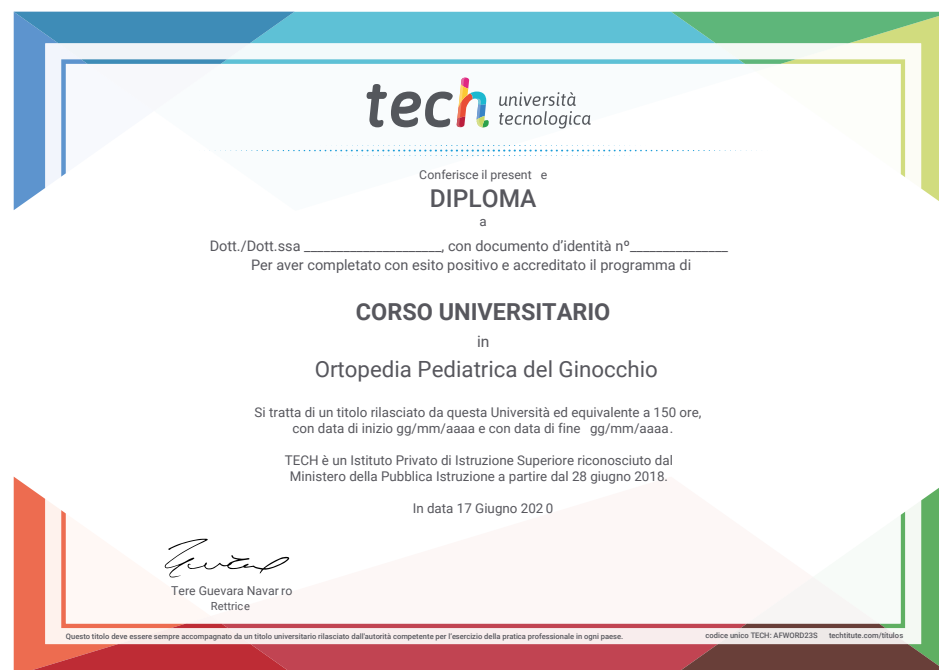 tech università
tecnologica
Conferisce il present e
DIPLOMA
a
Dott./Dott.ssa _____________________, con documento d'identità nº_______________
Per aver completato con esito positivo e accreditato il programma di
CORSO UNIVERSITARIO
in
Ortopedia Pediatrica del Ginocchio
Si tratta di un titolo rilasciato da questa Università ed equivalente a 150 ore,
con data di inizio gg/mm/aaaa e con data di fine gg/mm/aaaa.
TECH è un Istituto Privato di Istruzione Superiore riconosciuto dal
Ministero della Pubblica Istruzione a partire dal 28 giugno 2018.
In data 17 Giugno 202 0
Tere Guevara Navar ro
Rettrice
Questo titolo deve essere sempre accompagnato da un titolo universitario rilasciato dall'autorità competente per l'esercizio della pratica professionale in ogni paese. codice unico TECH: AFWORD23S techtitute.com/títulos